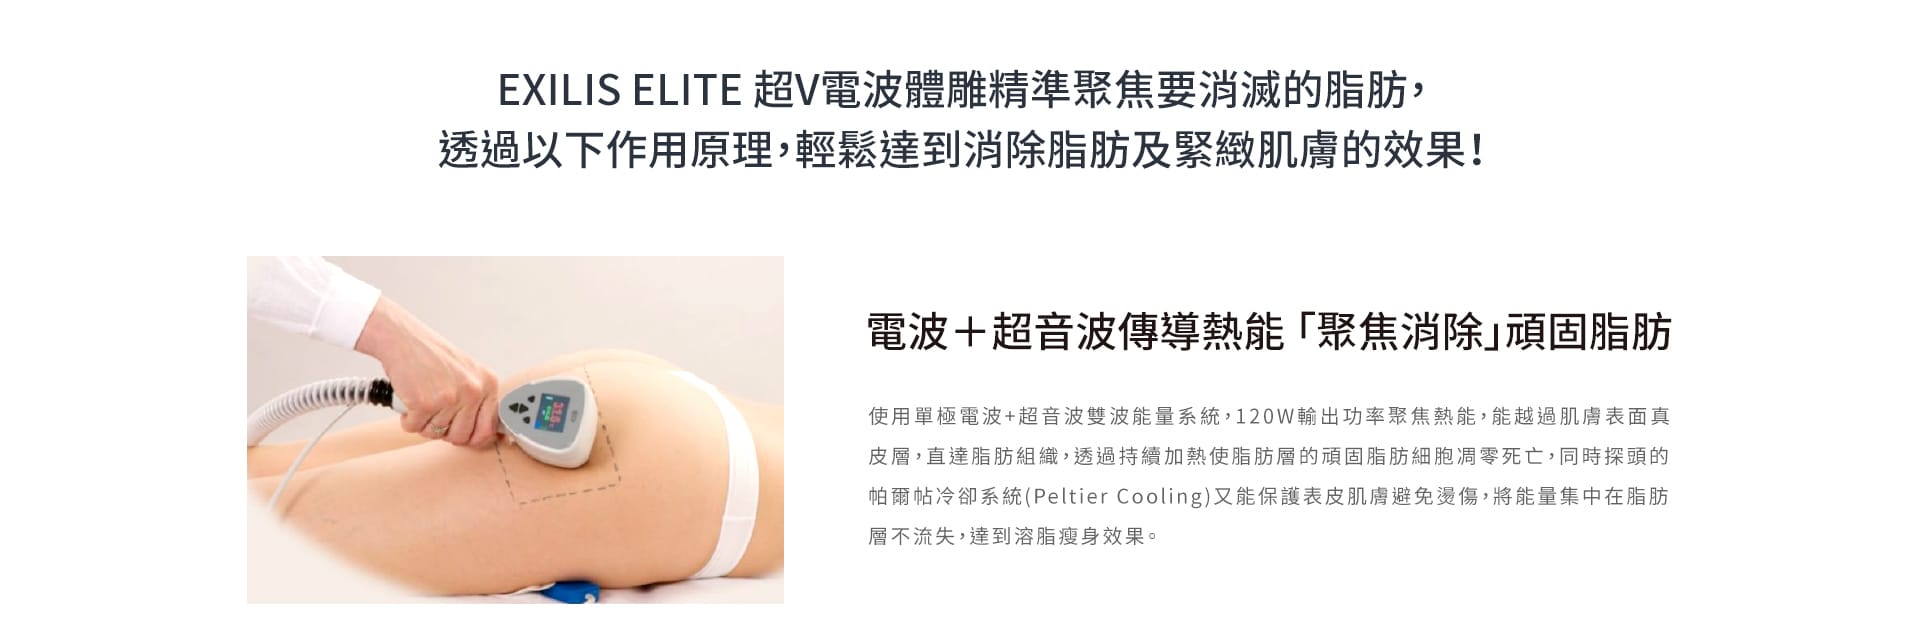 EXILIS ELITE 超V電波體雕精準聚焦要消滅的脂肪，
透過以下作用原理，輕鬆達到消除脂肪及緊緻肌膚的效果！
電波＋超音波傳導熱能「聚焦消除」頑固脂肪
使用單極電波+超音波雙波能量系統，120W輸出功率聚焦熱能，能越過肌膚表面真
皮層，直達脂肪組織，透過持續加熱使脂肪層的頑固脂肪細胞凋零死亡，同時探頭的
帕爾帖冷卻系統(Peltier Cooling)又能保護表皮肌膚避免燙傷，將能量集中在脂肪
層不流失，達到溶脂瘦身效果。